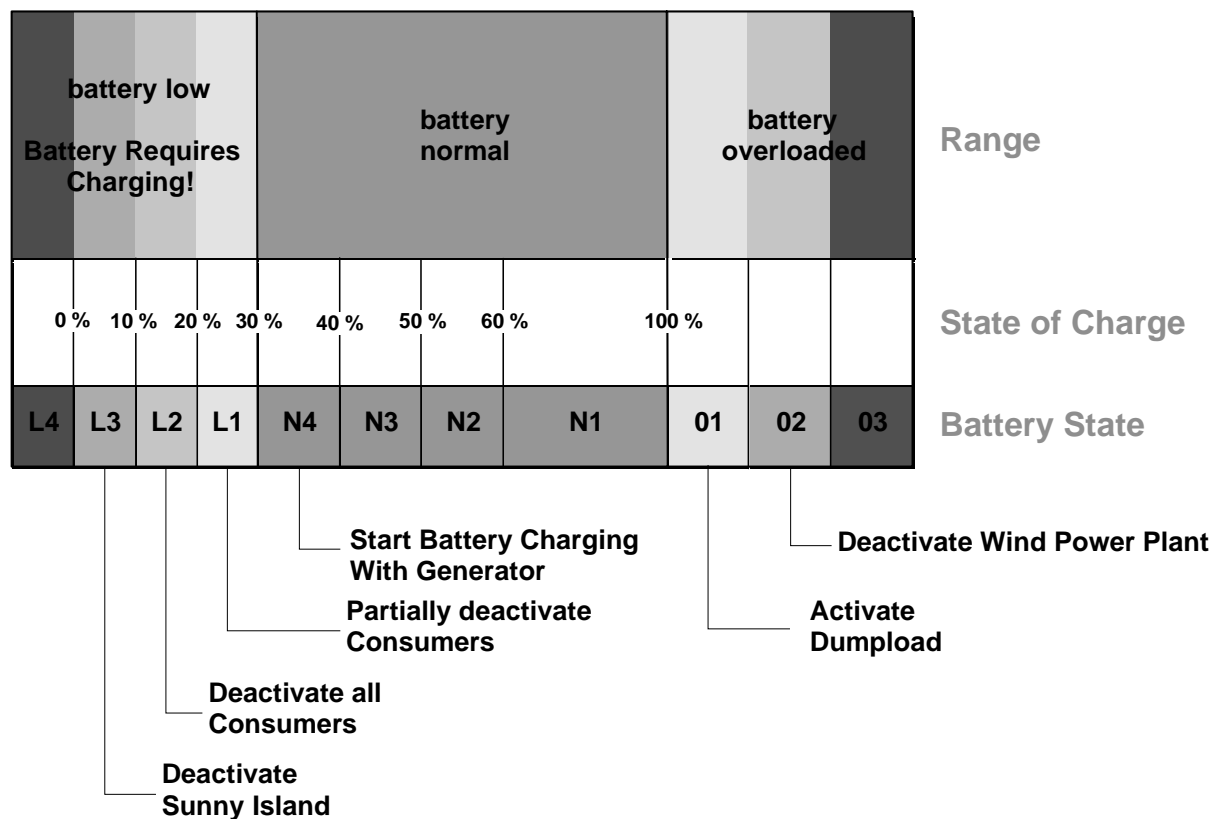 battery low
Battery Requires
Charging!
battery
normal
battery
overloaded
Range
0 % 10 % 20 % 30 % 40 % 50 % 60 % 100 %
State of Charge
L4 L3 L2 L1 N4 N3 N2 N1 01 02 03
Battery State
Start Battery Charging
With Generator
Deactivate Wind Power Plant
Partially deactivate
Consumers
Activate
Dumpload
Deactivate all
Consumers
Deactivate
Sunny Island